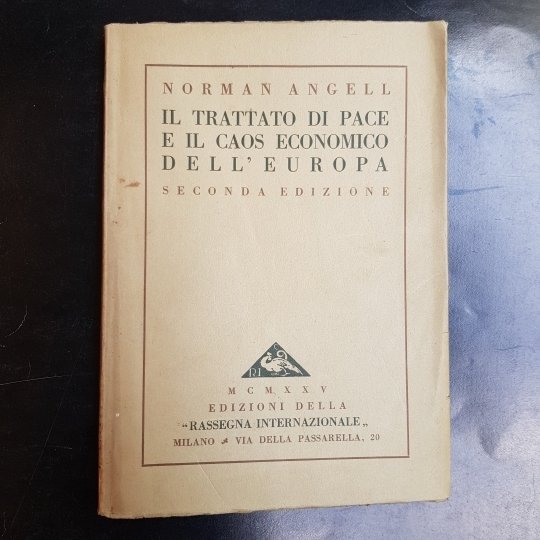 NORMAN ANGELL
IL TRATTATO DI PACE
E IL CAOS ECONOMICO
DELL'EUROPA
SECONDA EDIZIONE
RI
MCMXXV
EDIZIONI DELLA
"RASSEGNA INTERNAZIONALE„
MILANO - VIA DELLA PASSARELLA, 20